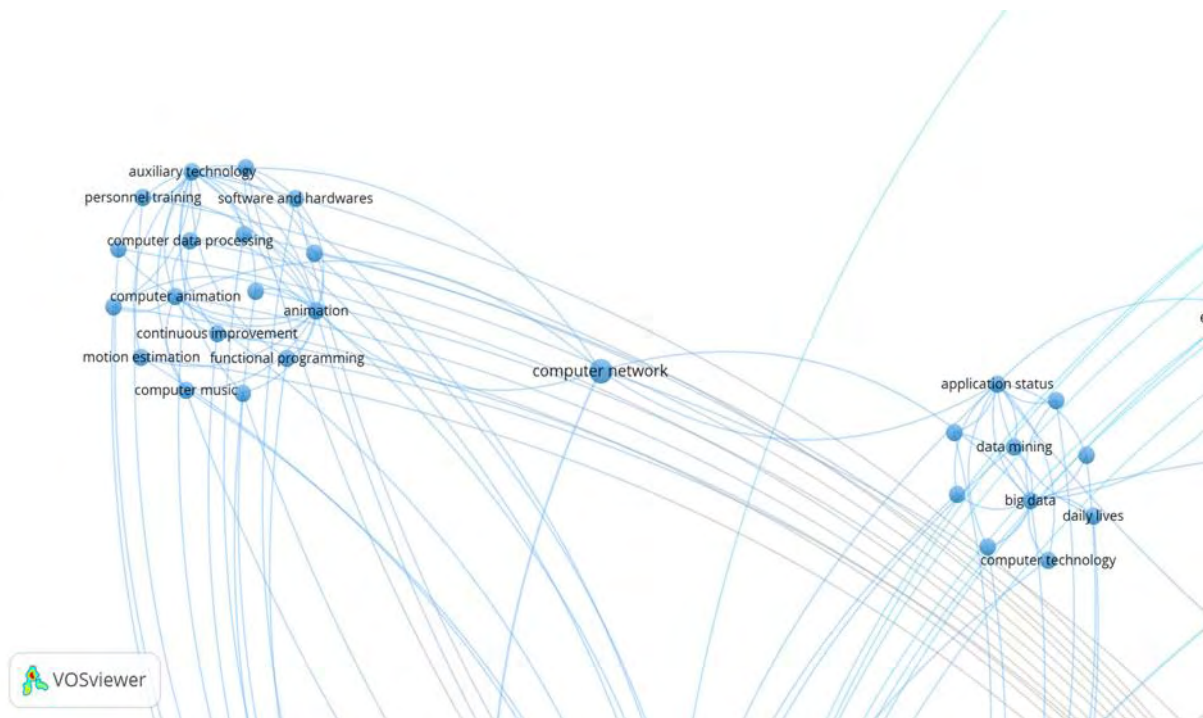 auxiliary technology
personnel training
software and hardwares
computer data processing
computer animation
animation
continuous improvement
motion estimation
functional programming
computer music
computer network
application status
data mining
big data
daily lives
computer technology
VOSviewer